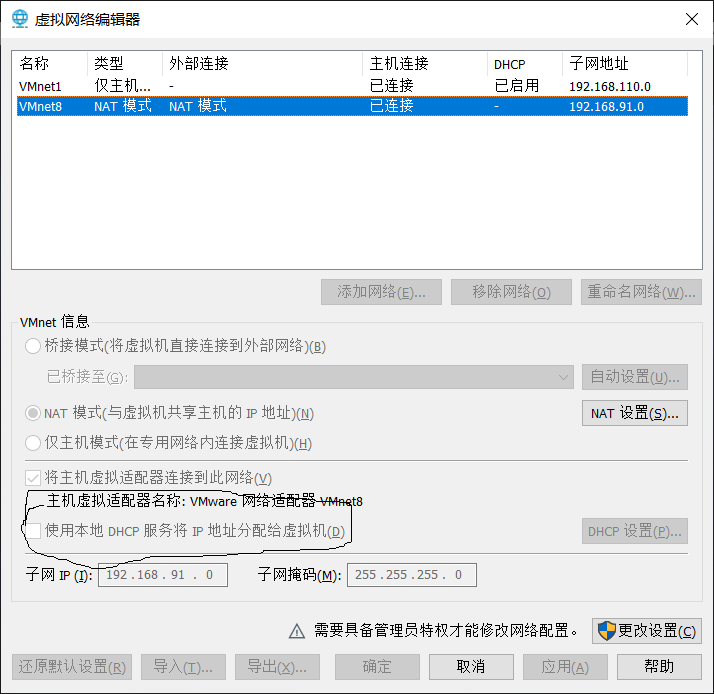 虚拟网络编辑器
名称 类型 外部连接 主机连接 DHCP 子网地址
VMnet1 仅主机... - 已连接 已启用 192.168.110.0
VMnet8 NAT 模式 NAT 模式 已连接 - 192.168.91.0
添加网络(E)... 移除网络(O) 重命名网络(W)...
VMnet 信息
桥接模式(将虚拟机直接连接到外部网络)(B)
已桥接至(G): 自动设置(U)...
NAT 模式(与虚拟机共享主机的 IP 地址)(N) NAT 设置(S)...
仅主机模式(在专用网络内连接虚拟机)(H)
将主机虚拟适配器连接到此网络(V)
主机虚拟适配器名称: VMware 网络适配器 VMnet8
使用本地 DHCP 服务将 IP 地址分配给虚拟机(D) DHCP 设置(P)...
子网 IP (I): 192.168.91.0 子网掩码(M): 255.255.255.0
需要具备管理员特权才能修改网络配置。 更改设置(C)
还原默认设置(R) 导入(T)... 导出(X)... 确定 取消 应用(A) 帮助